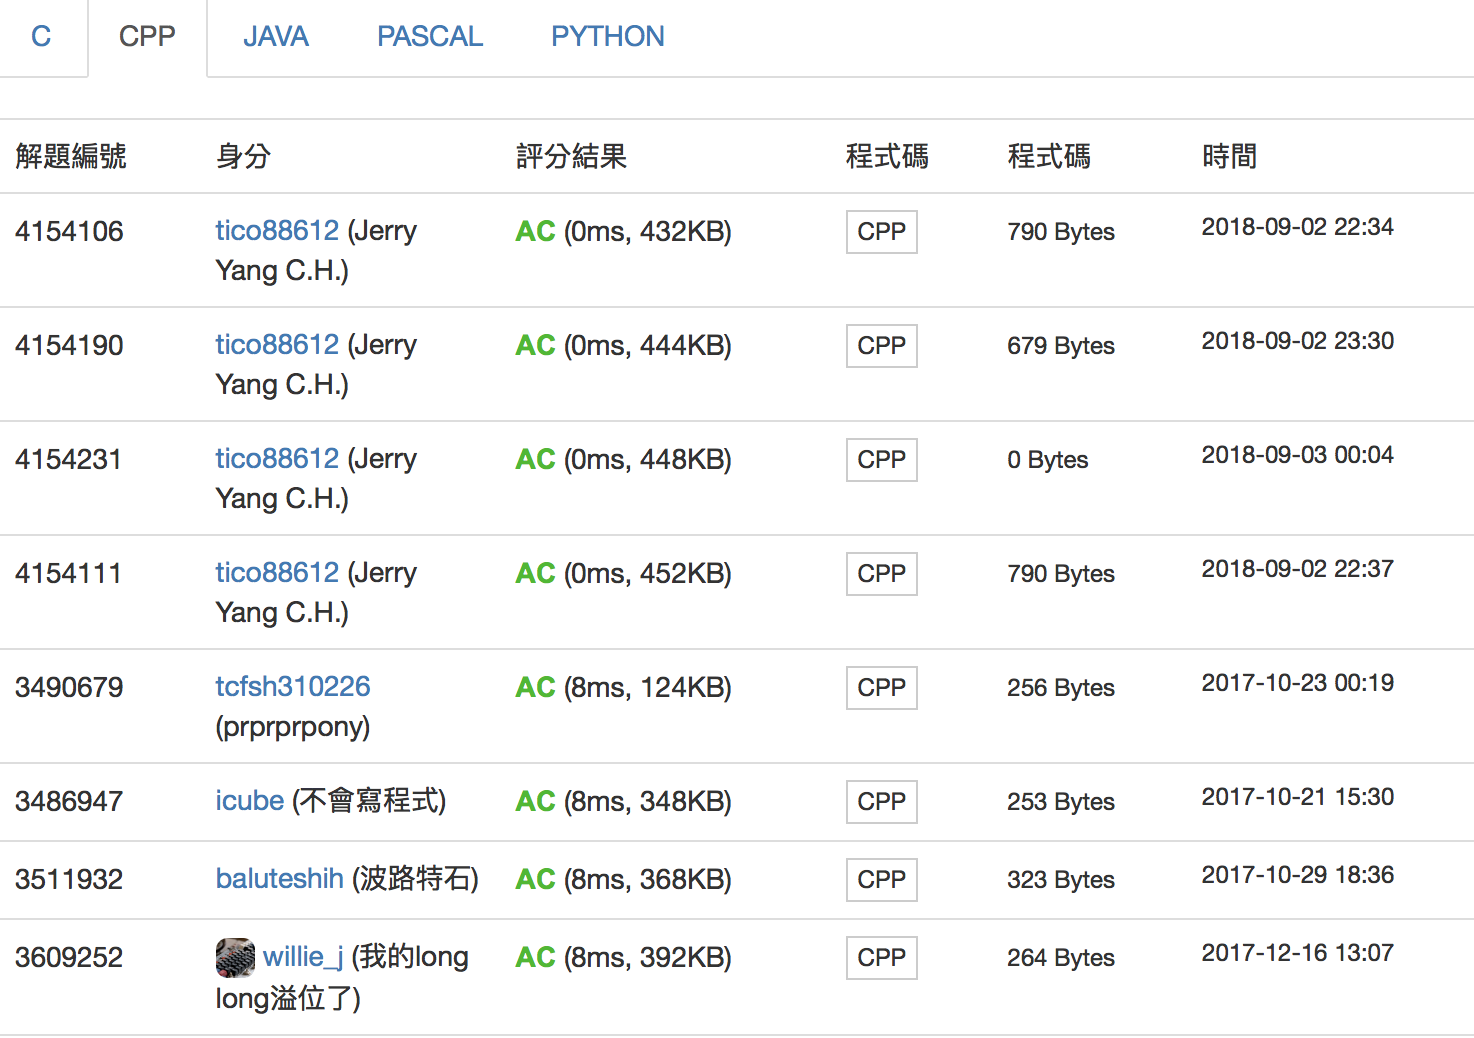 C CPP JAVA PASCAL PYTHON
解題編號 身分 評分結果 程式碼 程式碼 時間
4154106 tico88612 (Jerry AC (0ms, 432KB) CPP 790 Bytes 2018-09-02 22:34
Yang C.H.)
4154190 tico88612 (Jerry AC (0ms, 444KB) CPP 679 Bytes 2018-09-02 23:30
Yang C.H.)
4154231 tico88612 (Jerry AC (0ms, 448KB) CPP 0 Bytes 2018-09-03 00:04
Yang C.H.)
4154111 tico88612 (Jerry AC (0ms, 452KB) CPP 790 Bytes 2018-09-02 22:37
Yang C.H.)
3490679 tcfsh310226 AC (8ms, 124KB) CPP 256 Bytes 2017-10-23 00:19
(prprprpony)
3486947 icube (不會寫程式) AC (8ms, 348KB) CPP 253 Bytes 2017-10-21 15:30
3511932 baluteshih (波路特石) AC (8ms, 368KB) CPP 323 Bytes 2017-10-29 18:36
3609252 willie_j (我的long AC (8ms, 392KB) CPP 264 Bytes 2017-12-16 13:07
long溢位了)